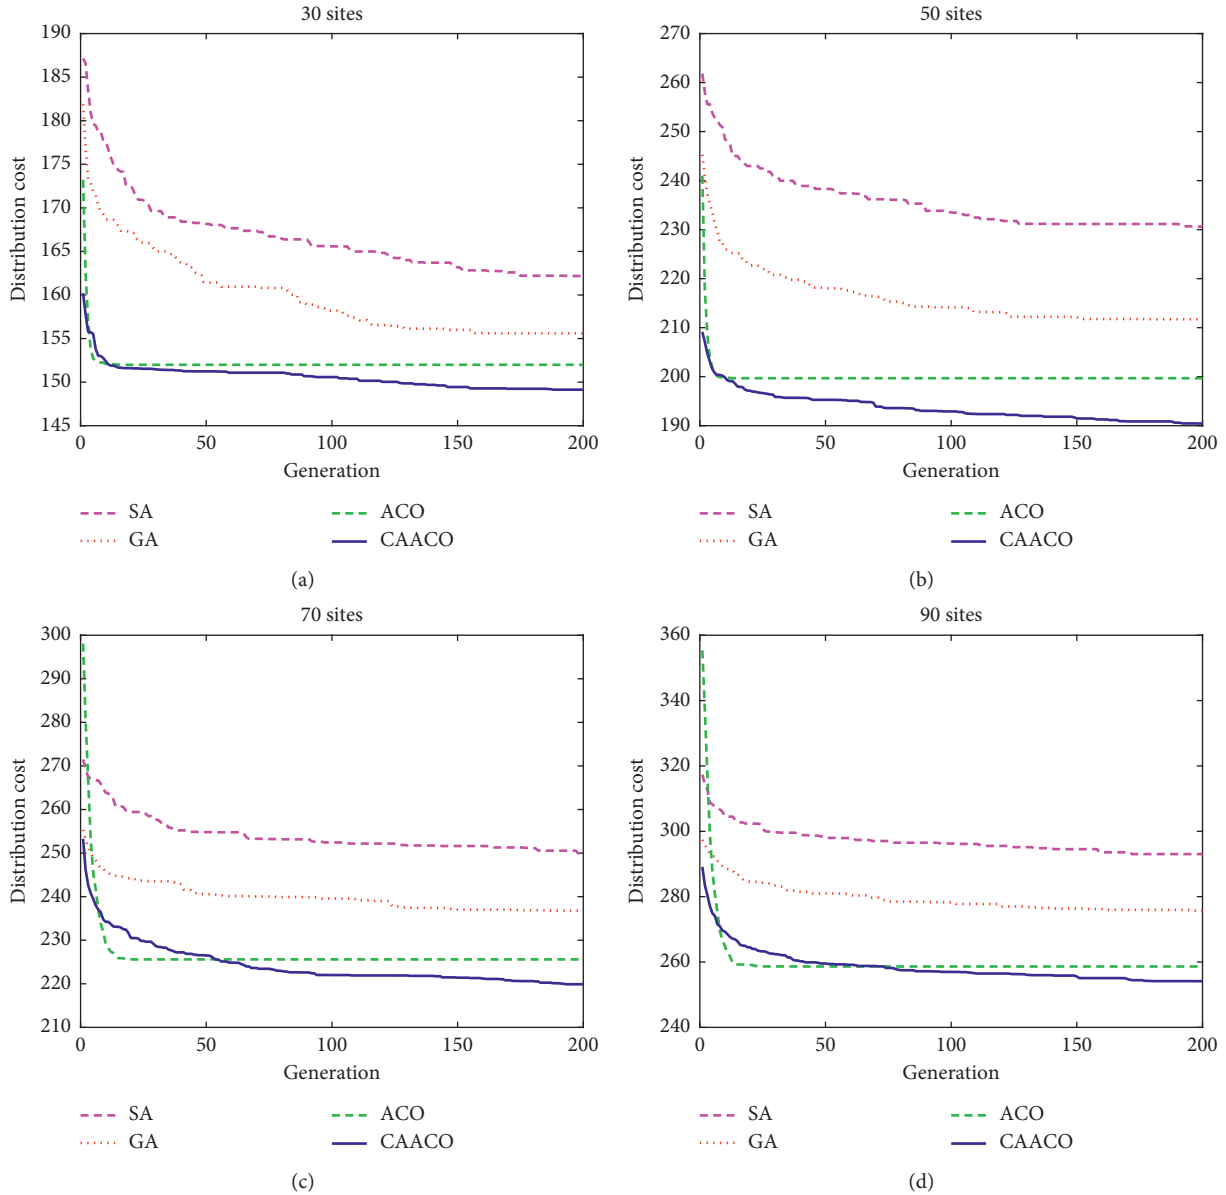 30 sites
190
185
180
175
170
165
160
155
150
145
Distribution cost
0 50 100 150 200
Generation
SA ACO
GA CAACO
(a)
50 sites
270
260
250
240
230
220
210
200
190
Distribution cost
0 50 100 150 200
Generation
SA ACO
GA CAACO
(b)
70 sites
300
290
280
270
260
250
240
230
220
210
Distribution cost
0 50 100 150 200
Generation
SA ACO
GA CAACO
(c)
90 sites
360
340
320
300
280
260
240
Distribution cost
0 50 100 150 200
Generation
SA ACO
GA CAACO
(d)